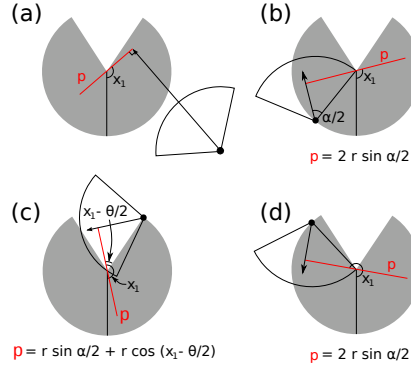 (a)
p
x₁
(b)
p
x₁
α/2
p = 2 r sin α/2
(c)
x₁- θ/2
x₁
p
p = r sin α/2 + r cos (x₁- θ/2)
(d)
x₁
p
p = 2 r sin α/2